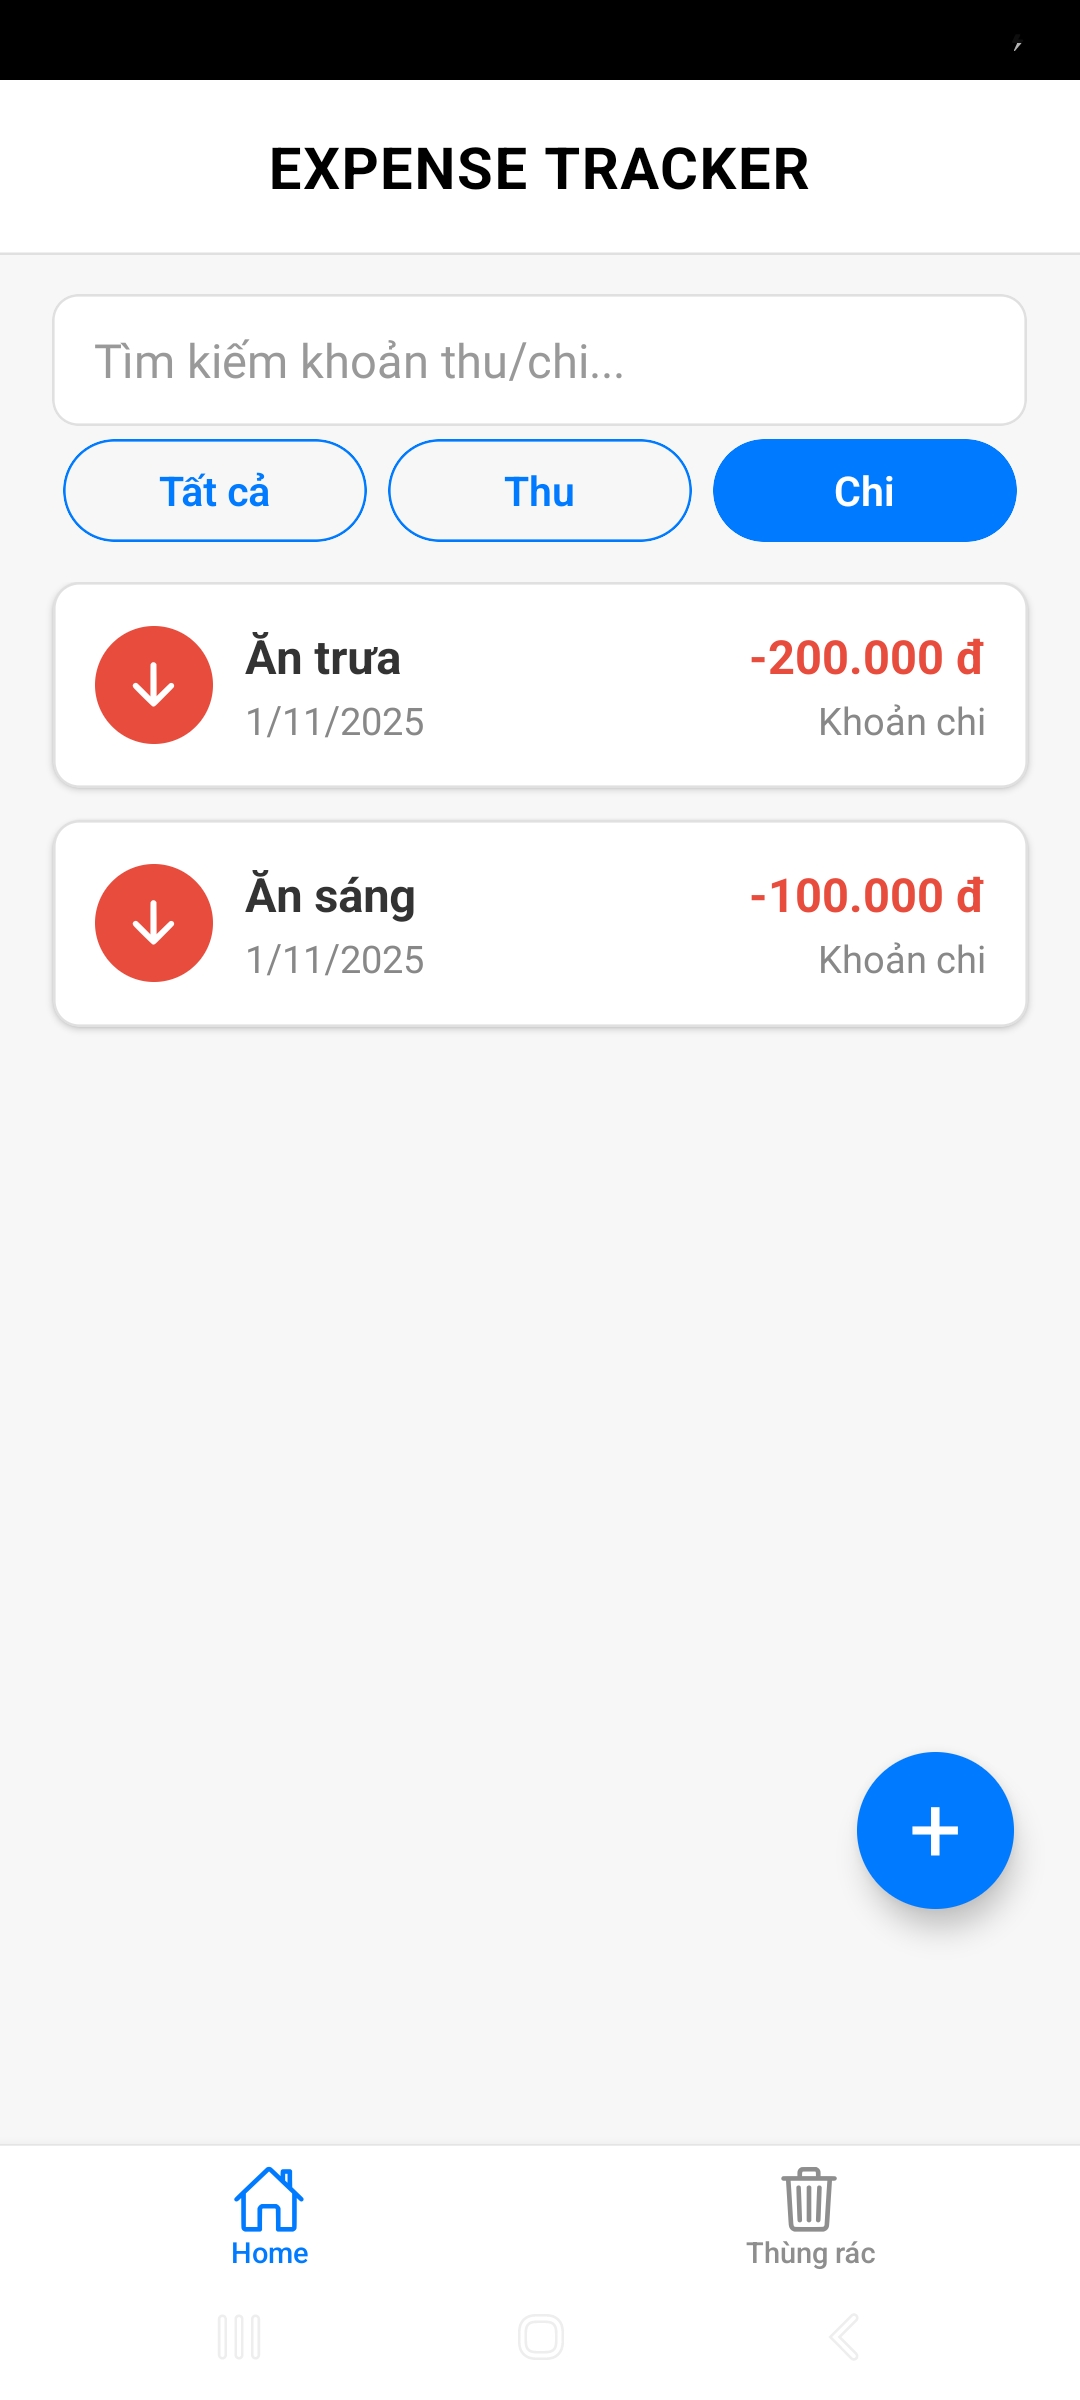 EXPENSE TRACKER
Tìm kiếm khoản thu/chi...
Tất cả
Thu
Chi
Ăn trưa
-200.000 đ
1/11/2025
Khoản chi
Ăn sáng
-100.000 đ
1/11/2025
Khoản chi
+
Home
Thùng rác